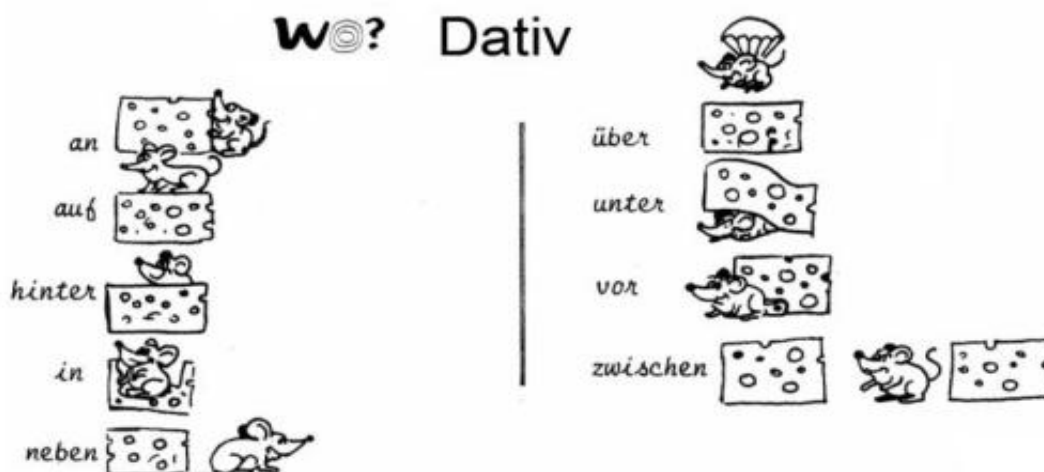 Wo? Dativ
an
auf
hinter
in
neben
über
unter
vor
zwischen